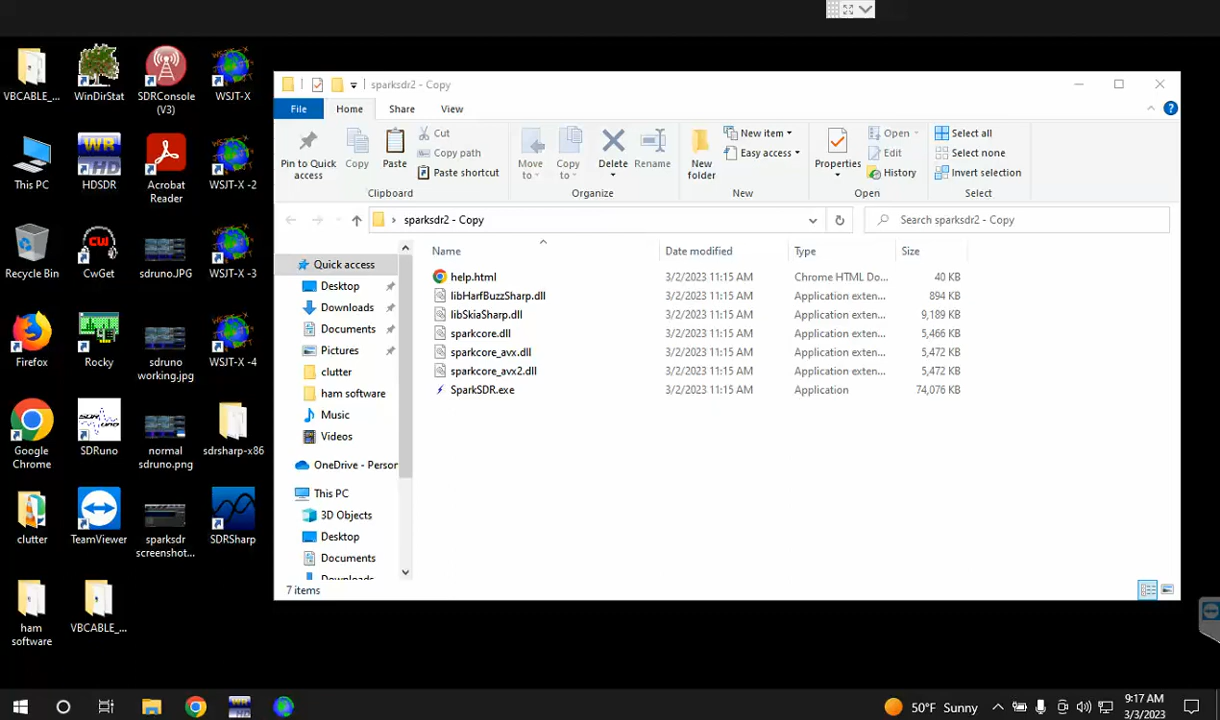 sparksdr2 - Copy
File
Home
Share
View
Pin to Quick
access
Copy
Paste
Cut
Copy path
Paste shortcut
Clipboard
Move
to
Copy
to
Delete
Rename
Organize
New
folder
New item
Easy access
New
Properties
Open
Edit
History
Open
Select all
Select none
Invert selection
Select
sparksdr2 - Copy
Search sparksdr2 - Copy
Quick access
Desktop
Downloads
Documents
Pictures
clutter
ham software
Music
Videos
OneDrive - Person
This PC
3D Objects
Desktop
Documents
Downloads
Name
Date modified
Type
Size
help.html 3/2/2023 11:15 AM Chrome HTML Do... 40 KB
libHarfBuzzSharp.dll 3/2/2023 11:15 AM Application exten... 894 KB
libSkiaSharp.dll 3/2/2023 11:15 AM Application exten... 9,189 KB
sparkcore.dll 3/2/2023 11:15 AM Application exten... 5,466 KB
sparkcore_avx.dll 3/2/2023 11:15 AM Application exten... 5,472 KB
sparkcore_avx2.dll 3/2/2023 11:15 AM Application exten... 5,472 KB
SparkSDR.exe 3/2/2023 11:15 AM Application 74,076 KB
7 items
VBCABLE_...
WinDirStat
SDRConsole
(V3)
WSJT-X
This PC
WR
HD
HDSDR
Acrobat
Reader
WSJT-X -2
Recycle Bin
CW
CwGet
sdruno.JPG
WSJT-X -3
Firefox
Rocky
sdruno
working.jpg
WSJT-X -4
Google
Chrome
SDRuno
normal
sdruno.png
sdrsharp-x86
clutter
TeamViewer
sparksdr
screenshot...
SDRSharp
ham
software
VBCABLE_...
50°F Sunny
9:17 AM
3/3/2023